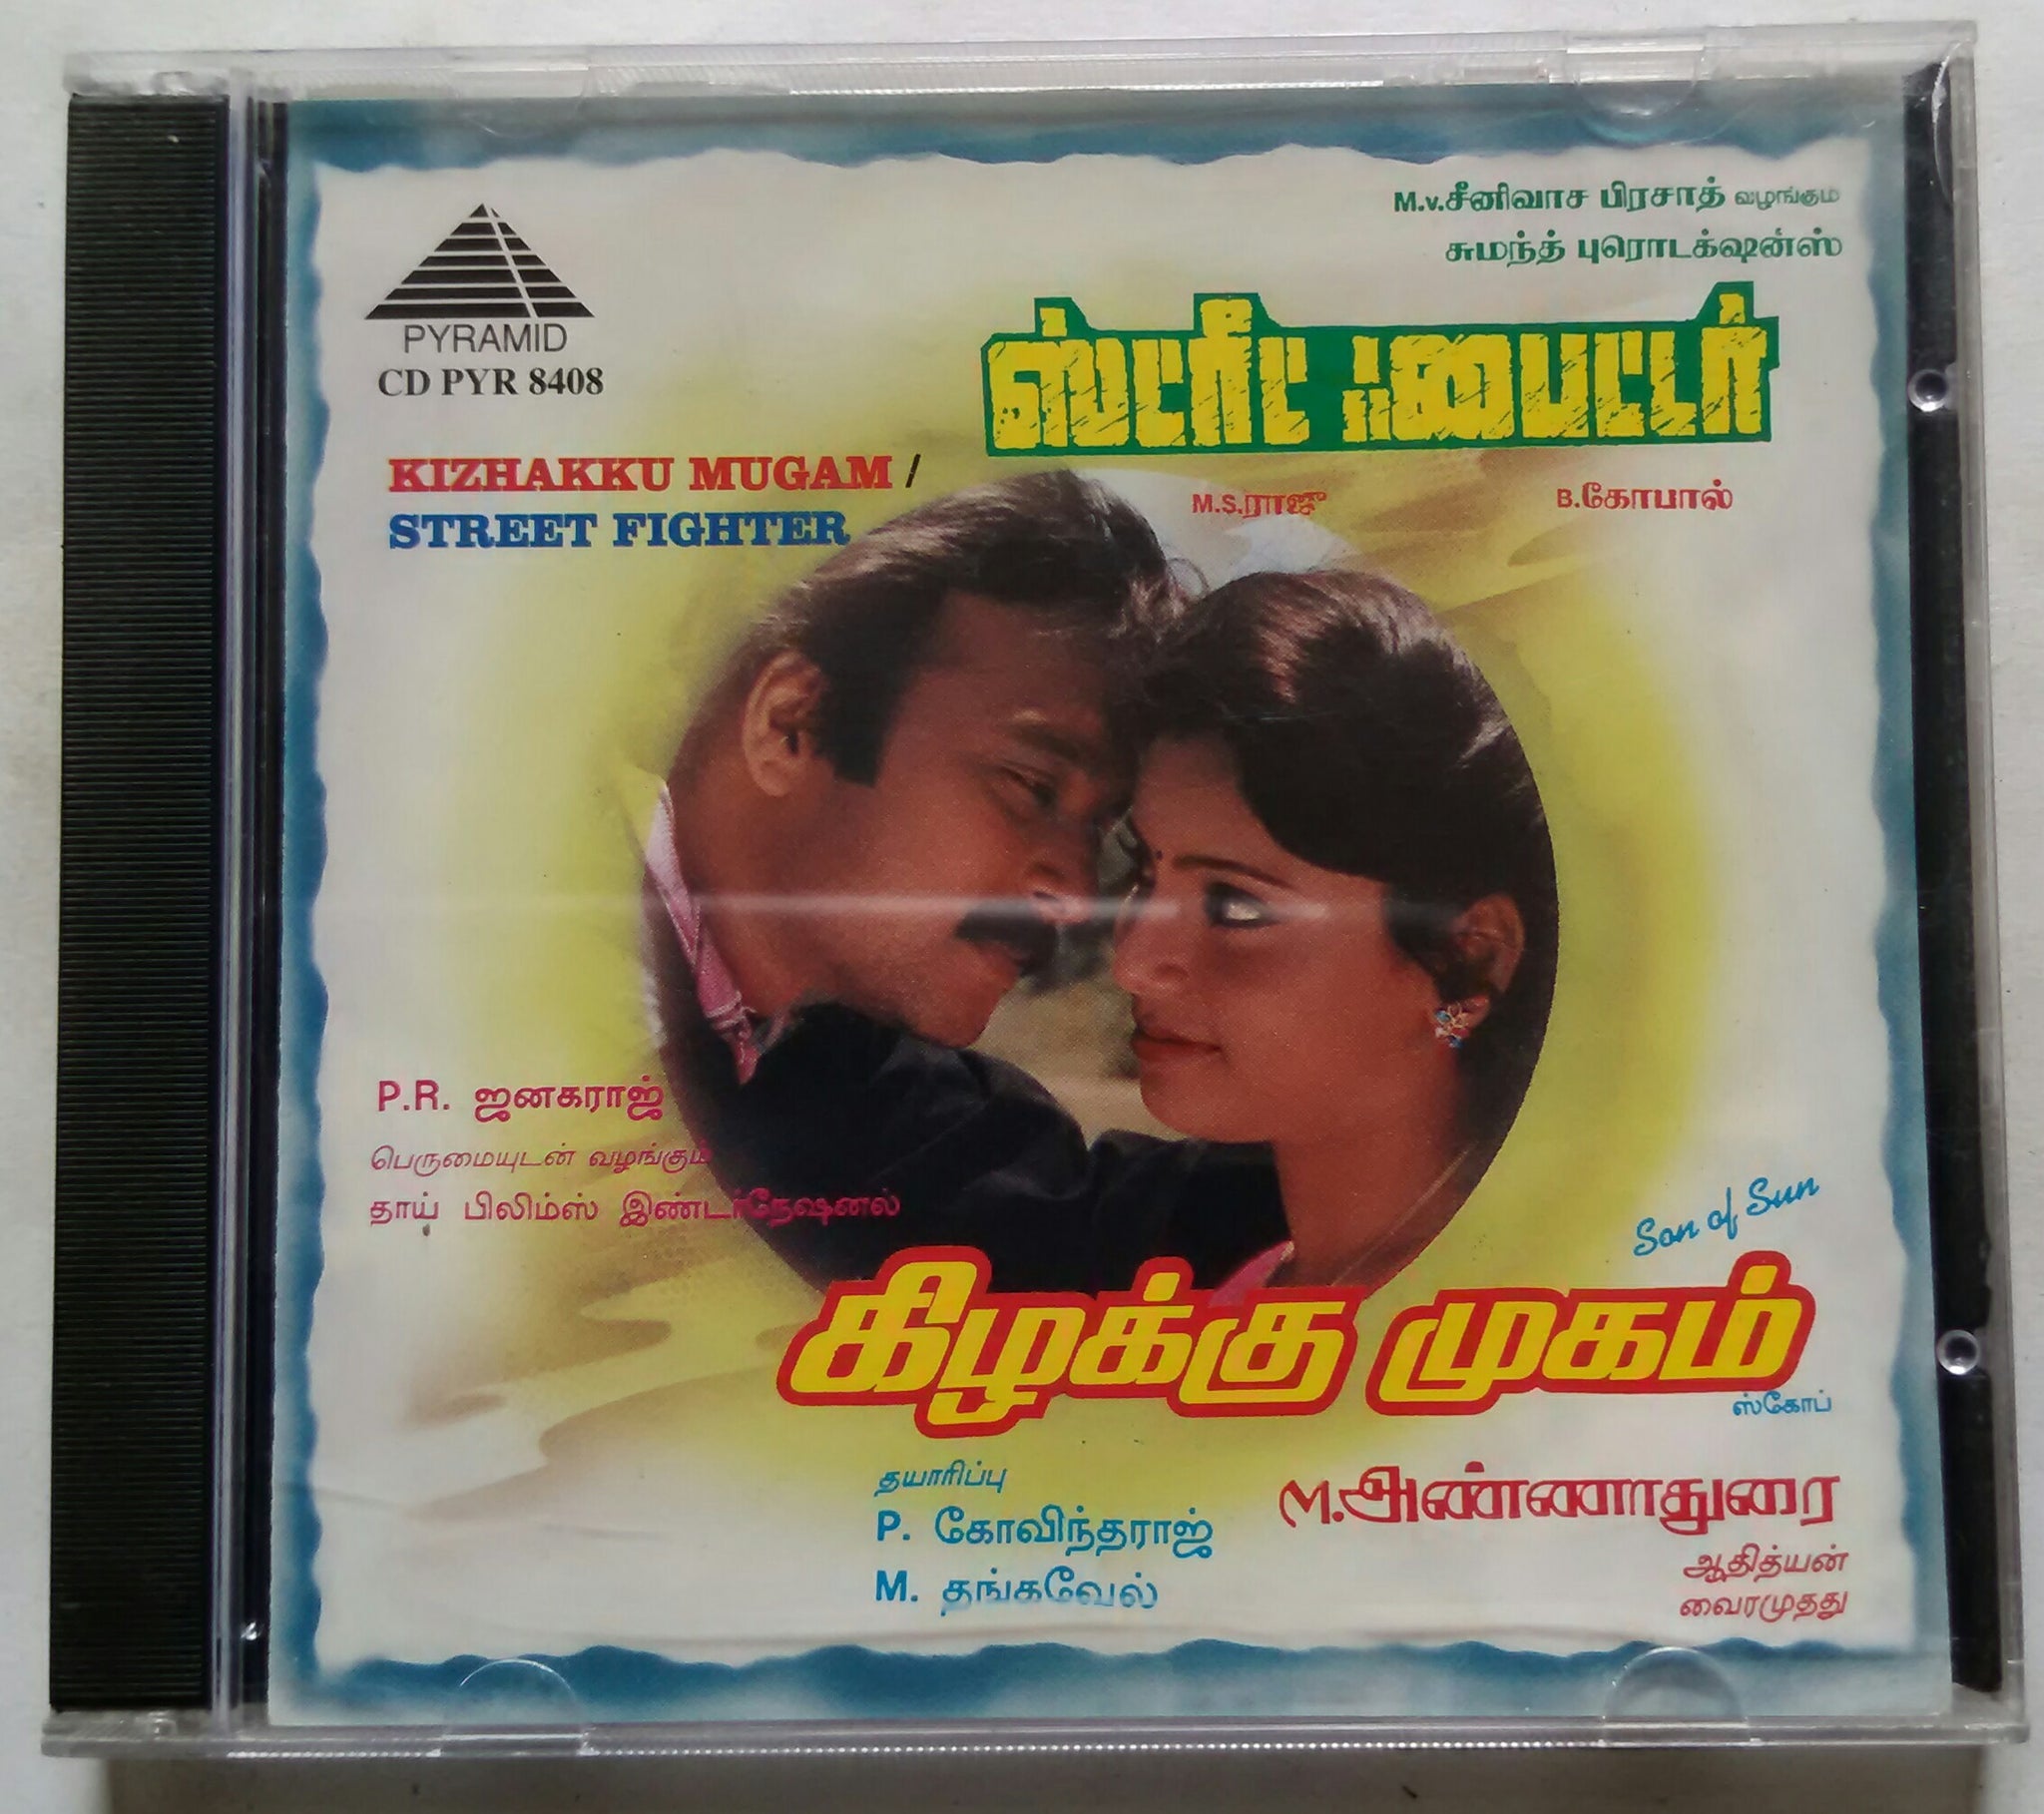 M.V.சீனிவாச பிரசாத் வழங்கும்
சுமந்த் புரொடக்ஷன்ஸ்
PYRAMID
CD PYR 8408
ஸ்ட்ரீட் ஃபைட்டர்
KIZHAKKU MUGAM /
STREET FIGHTER
M.S.ராஜு
B.கோபால்
P.R. ஜனகராஜ்
பெருமையுடன் வழங்கும்
தாய் பிலிம்ஸ் இண்டர்நேஷனல்
Son of Sun
கிழக்கு முகம்
ஸ்கோப்
தயாரிப்பு
P. கோவிந்தராஜ்
M. தங்கவேல்
M.அண்ணாதுரை
ஆதித்யன்
வைரமுத்து